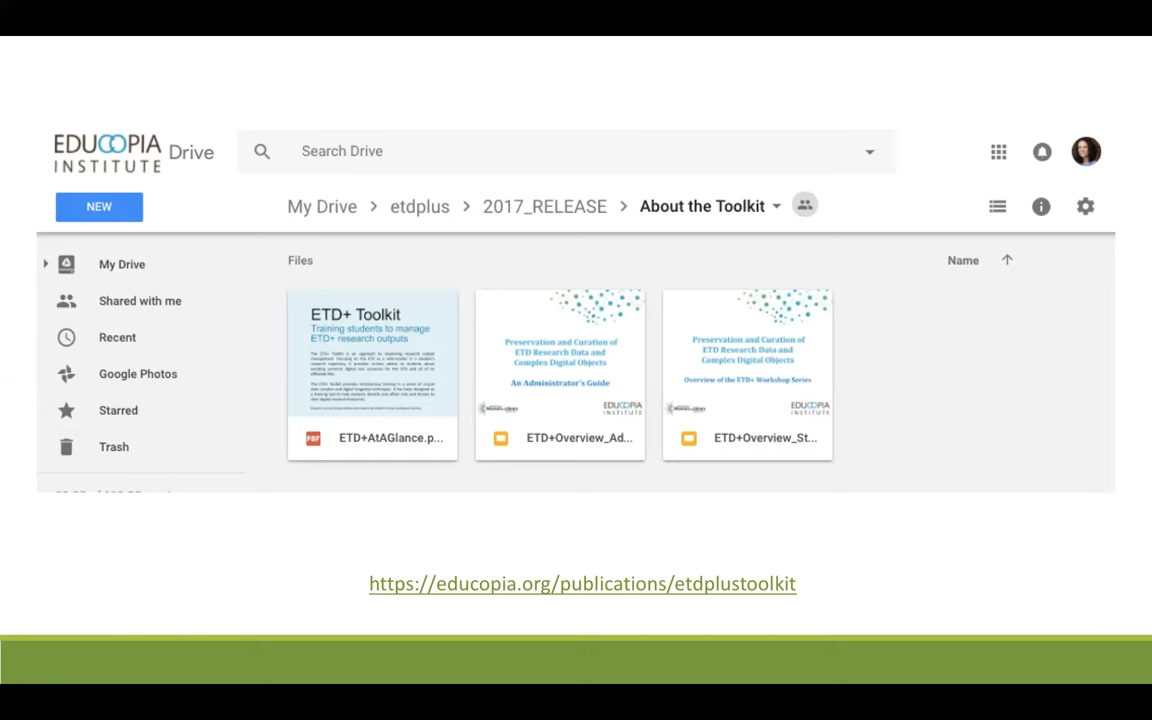 EDUCOPIA
INSTITUTE
Drive
Search Drive
NEW
My Drive > etdplus > 2017_RELEASE > About the Toolkit
My Drive
Shared with me
Recent
Google Photos
Starred
Trash
Files
Name
ETD+ Toolkit
Training students to manage
ETD+ research outputs
PDF
ETD+AtAGlance.p...
Preservation and Curation of
ETD Research Data and
Complex Digital Objects
An Administrator's Guide
EDUCOPIA
INSTITUTE
ETD+Overview_Ad...
Preservation and Curation of
ETD Research Data and
Complex Digital Objects
Overview of the ETD+ Workshop Series
EDUCOPIA
INSTITUTE
ETD+Overview_St...
https://educopia.org/publications/etdplustoolkit